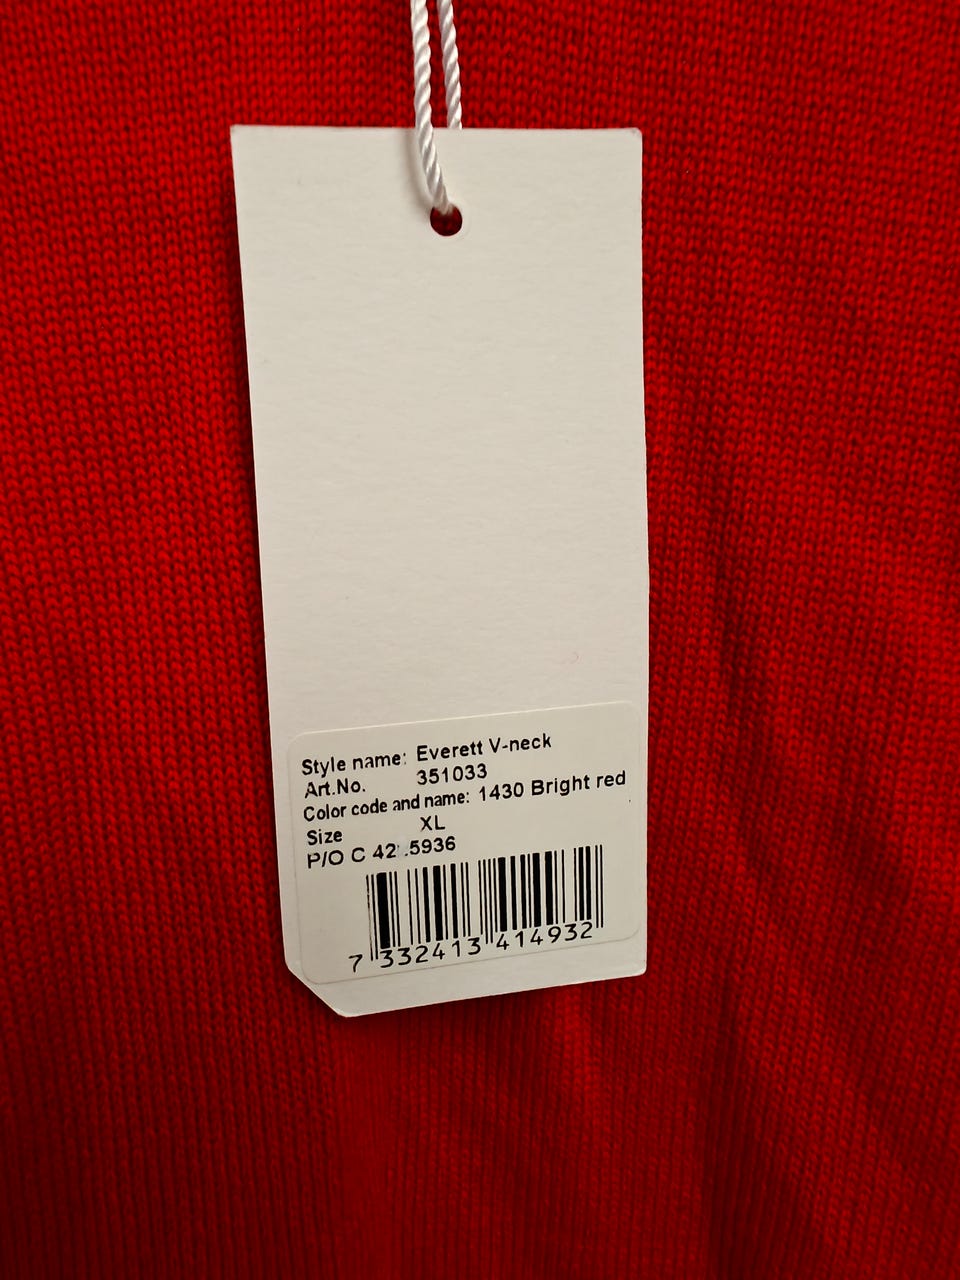 Style name: Everett V-neck
Art.No. 351033
Color code and name: 1430 Bright red
Size XL
P/O C
7 332413 414932